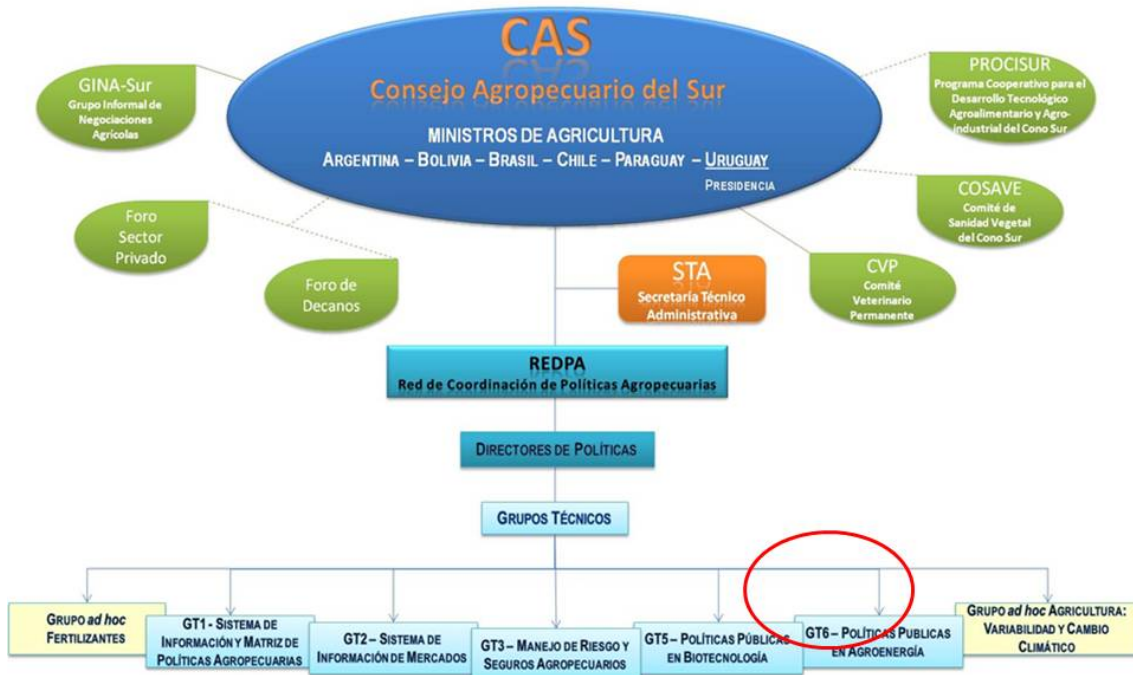 CAS
Consejo Agropecuario del Sur
MINISTROS DE AGRICULTURA
ARGENTINA – BOLIVIA – BRASIL – CHILE – PARAGUAY – URUGUAY
PRESIDENCIA
GINA-Sur
Grupo Informal de
Negociaciones
Agrícolas
Foro
Sector
Privado
Foro de
Decanos
PROCISUR
Programa Cooperativo para el
Desarrollo Tecnológico
Agroalimentario y Agro-
industrial del Cono Sur
COSAVE
Comité de
Sanidad Vegetal
del Cono Sur
CVP
Comité
Veterinario
Permanente
STA
Secretaría Técnico
Administrativa
REDPA
Red de Coordinación de Políticas Agropecuarias
DIRECTORES DE POLÍTICAS
GRUPOS TÉCNICOS
GRUPO ad hoc
FERTILIZANTES
GT1 - SISTEMA DE
INFORMACIÓN Y MATRIZ DE
POLÍTICAS AGROPECUARIAS
GT2 – SISTEMA DE
INFORMACIÓN DE MERCADOS
GT3 – MANEJO DE RIESGO Y
SEGUROS AGROPECUARIOS
GT5 – POLÍTICAS PÚBLICAS
EN BIOTECNOLOGÍA
GT6 – POLÍTICAS PUBLICAS
EN AGROENERGÍA
GRUPO ad hoc AGRICULTURA:
VARIABILIDAD Y CAMBIO
CLIMÁTICO